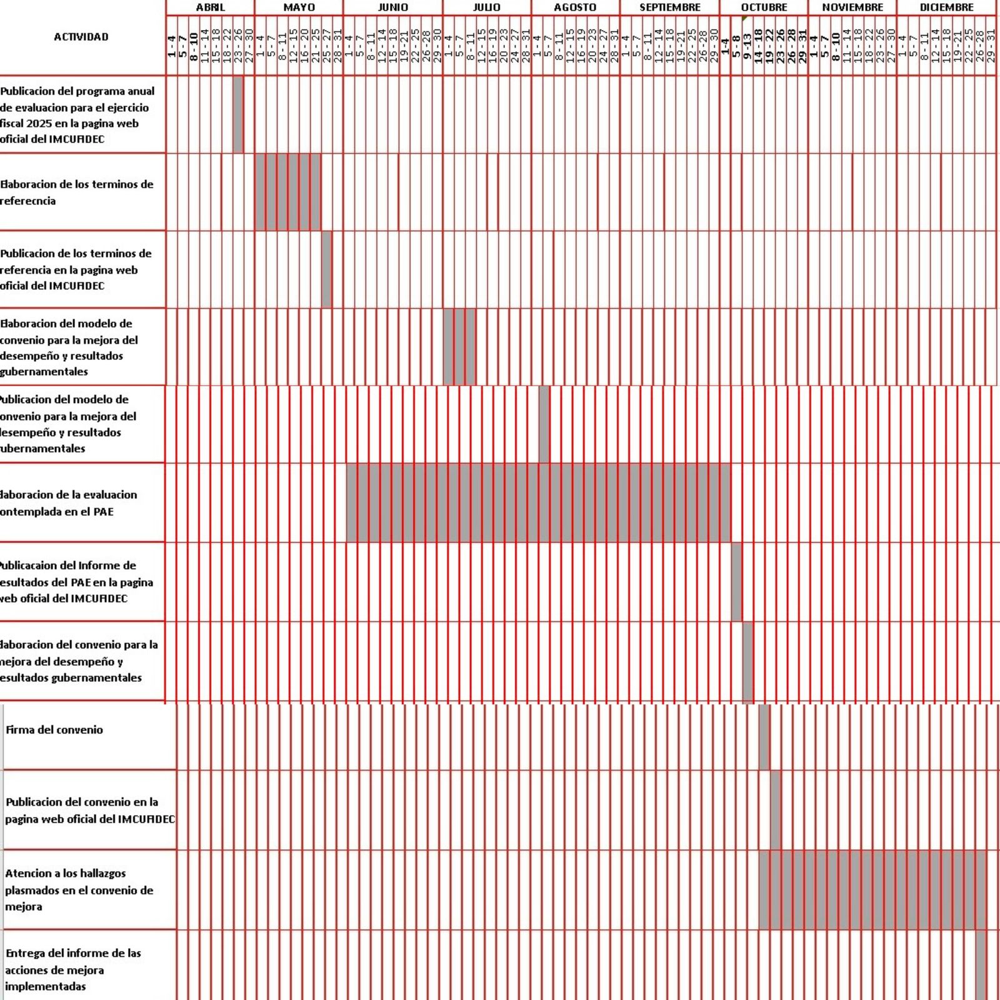 ABRIL MAYO JUNIO JULIO AGOSTO SEPTIEMBRE OCTUBRE NOVIEMBRE DICIEMBRE
ACTIVIDAD
1 - 4 5 - 7 8 - 10 11 - 14 15 - 18 18 - 22 23 - 26 27 - 30 1 - 4 5 - 7 8 - 11 12 - 15 16 - 20 21 - 25 25 - 27 28 - 31 1 - 4 5 - 7 8 - 11 12 - 14 15 - 18 19 -21 22 - 25 26 -28 29 - 30 1 - 4 5 - 7 8 - 11 12 - 15 16 - 19 20 - 23 24 - 27 28 - 31 1 - 4 5 - 7 8 - 11 12 - 15 16 - 19 20 - 23 24 - 27 28 - 31 1 - 4 5 - 7 8 - 11 12 - 14 15 - 18 19 -21 22 - 25 26 -28 29 - 30 1-4 5 - 8 9 -13 14 - 18 19 - 22 23 - 26 26 - 28 29 - 31 1 - 4 5 - 7 8 - 10 11 - 14 15 - 18 18 - 22 23 - 26 27 - 30 1 - 4 5 - 7 8 - 11 12 - 14 15 - 18 19 - 21 22 - 25 26 - 28 29 - 31
Publicacion del programa anual
de evaluacion para el ejercicio
fiscal 2025 en la pagina web
oficial del IMCUFIDEC
Elaboracion de los terminos de
referecncia
Publicacion de los terminos de
referencia en la pagina web
oficial del IMCUFIDEC
Elaboracion del modelo de
convenio para la mejora del
desempeño y resultados
gubernamentales
Publicacion del modelo de
onvenio para la mejora del
esempeño y resultados
ubernamentales
laboracion de la evaluacion
ontemplada en el PAE
Publicacaion del Informe de
esultados del PAE en la pagina
web oficial del IMCUFIDEC
laboracion del convenio para la
mejora del desempeño y
esultados gubernamentales
Firma del convenio
Publicacion del convenio en la
pagina web oficial del IMCUFIDEC
Atencion a los hallazgos
plasmados en el convenio de
mejora
Entrega del informe de las
acciones de mejora
implementadas